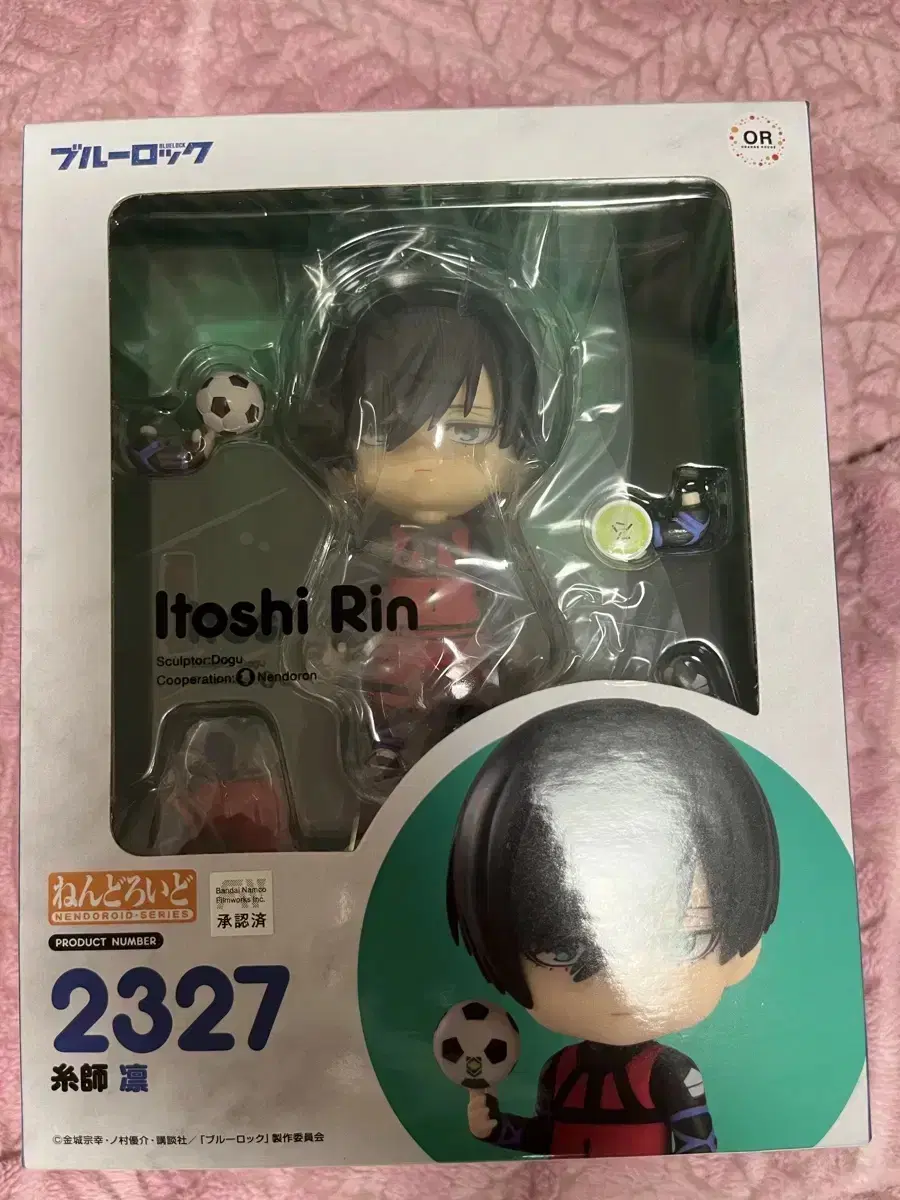 ブルーロック
BLUELOCK
OR
ORANGE ROUGE
Itoshi Rin
Sculptor:Dogu
Cooperation: Nendoron
ねんどろいど
NENDOROID-SERIES
Bandai Namco
Filmworks Inc.
承認済
PRODUCT NUMBER
2327
糸師 凛
©金城宗幸・ノ村優介・講談社／「ブルーロック」製作委員会